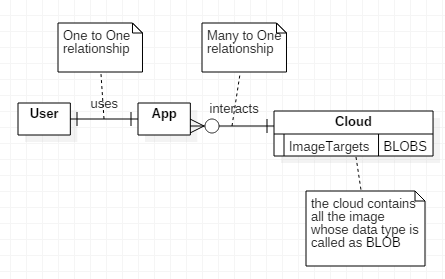 One to One
relationship
Many to One
relationship
uses
interacts
User
App
Cloud
ImageTargets
BLOBS
the cloud contains
all the image
whose data type is
called as BLOB